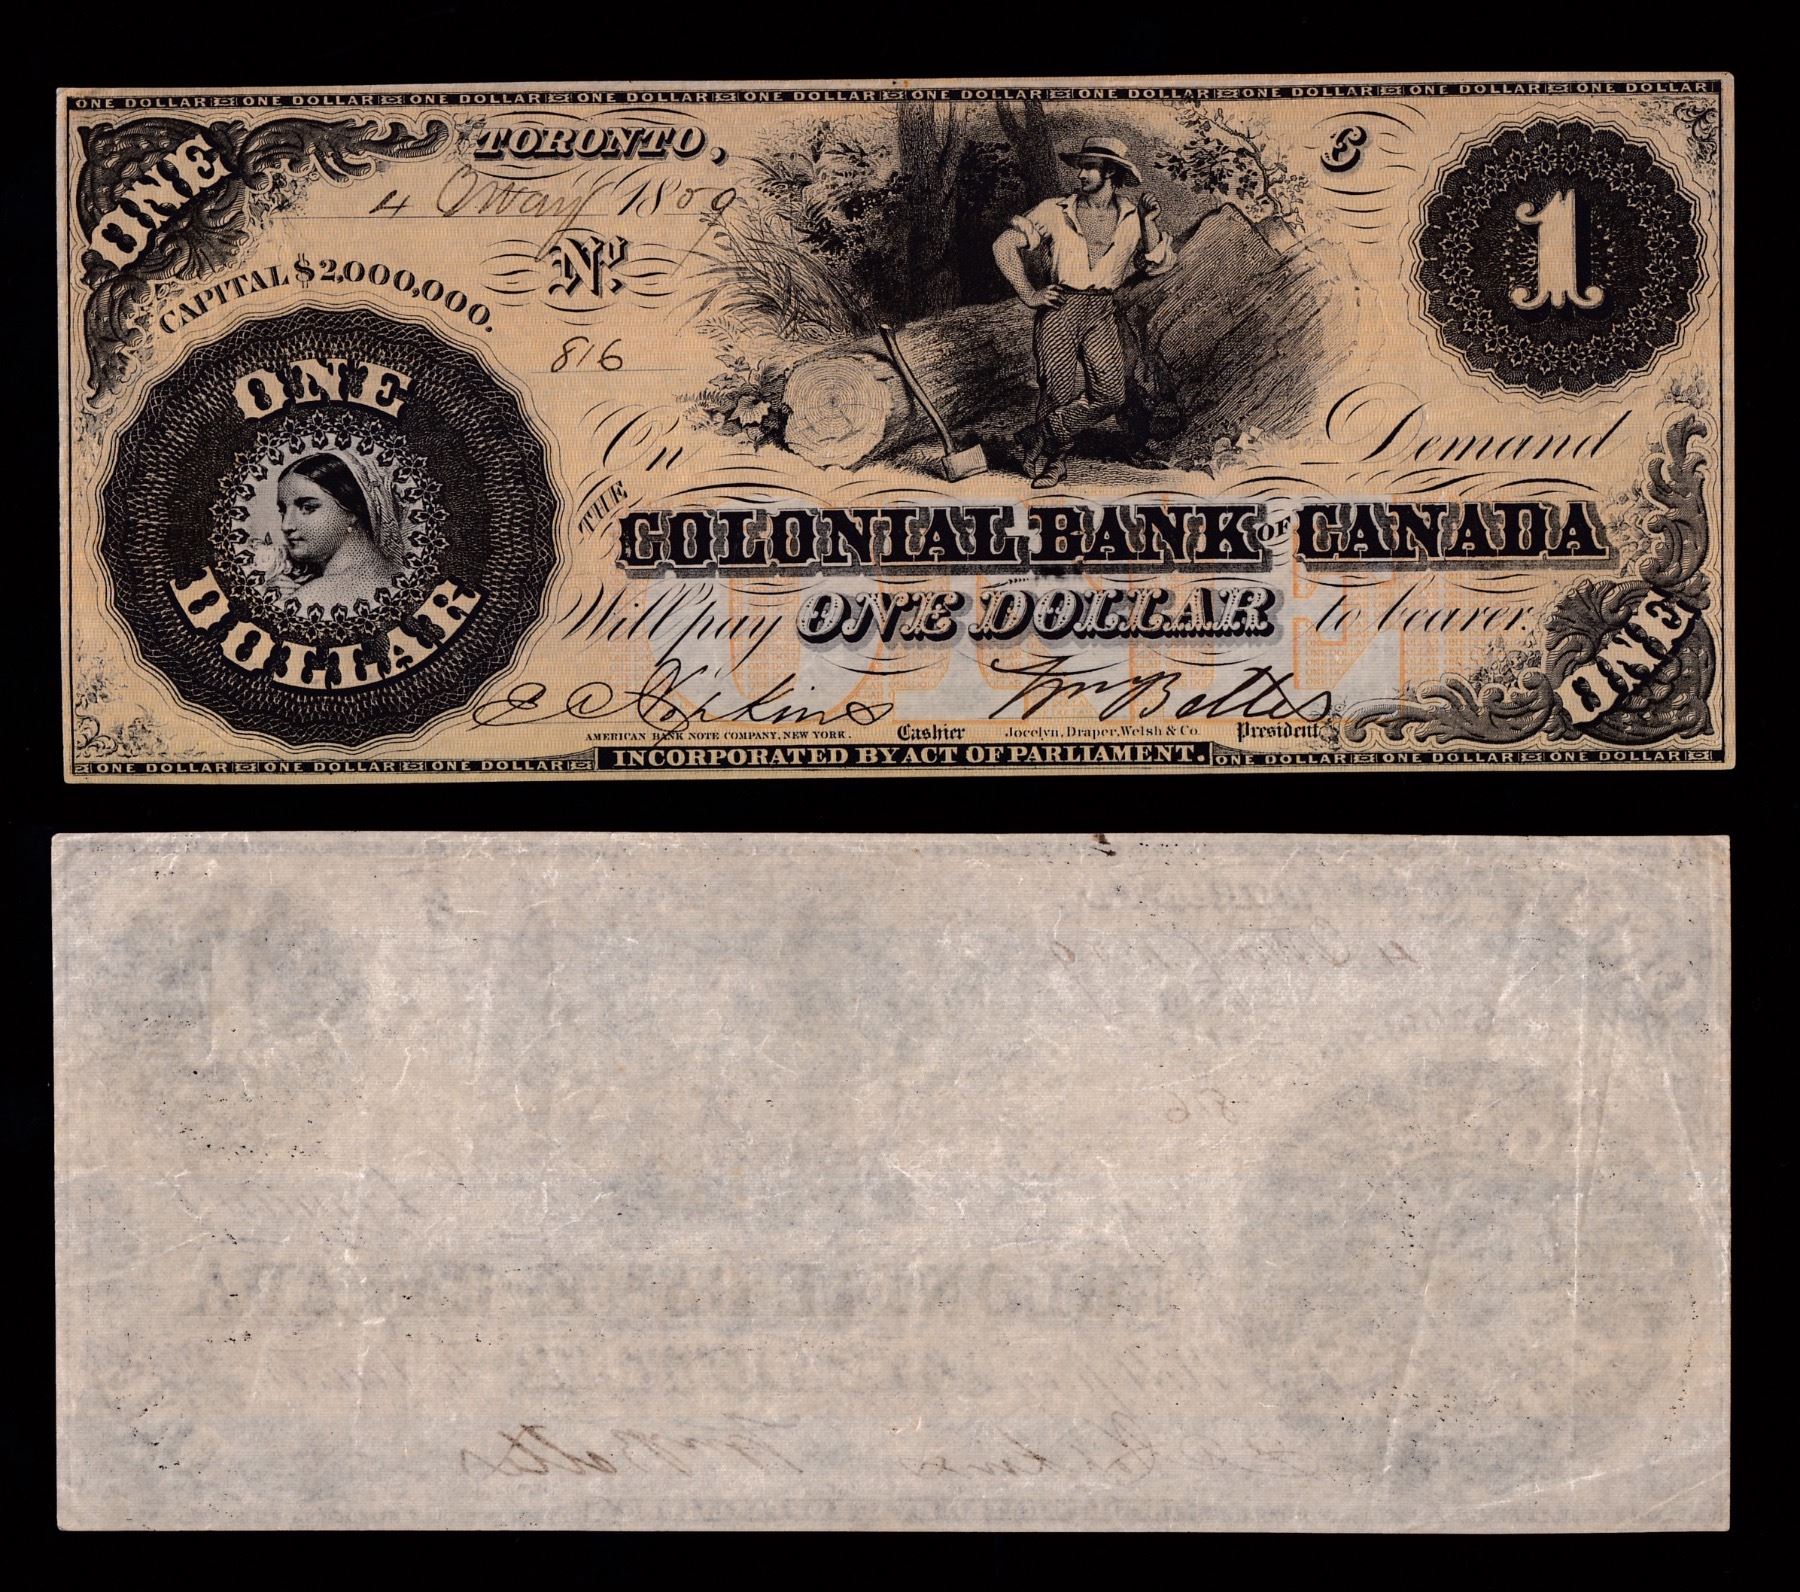 ONE DOLLAR ONE DOLLAR ONE DOLLAR ONE DOLLAR ONE DOLLAR ONE DOLLAR ONE DOLLAR ONE DOLLAR ONE DOLLAR ONE DOLLAR
ONE
TORONTO,
C
1
4 May 1859
No.
CAPITAL $2,000,000.
816
ONE
DOLLAR
On Demand
THE COLONIAL BANK OF CANADA
Will pay ONE DOLLAR to bearer.
ONE
E C Hopkins Wm Bettes
AMERICAN BANK NOTE COMPANY, NEW YORK. Cashier Jocelyn, Draper, Welsh & Co. President
INCORPORATED BY ACT OF PARLIAMENT.
ONE DOLLAR ONE DOLLAR ONE DOLLAR ONE DOLLAR ONE DOLLAR ONE DOLLAR